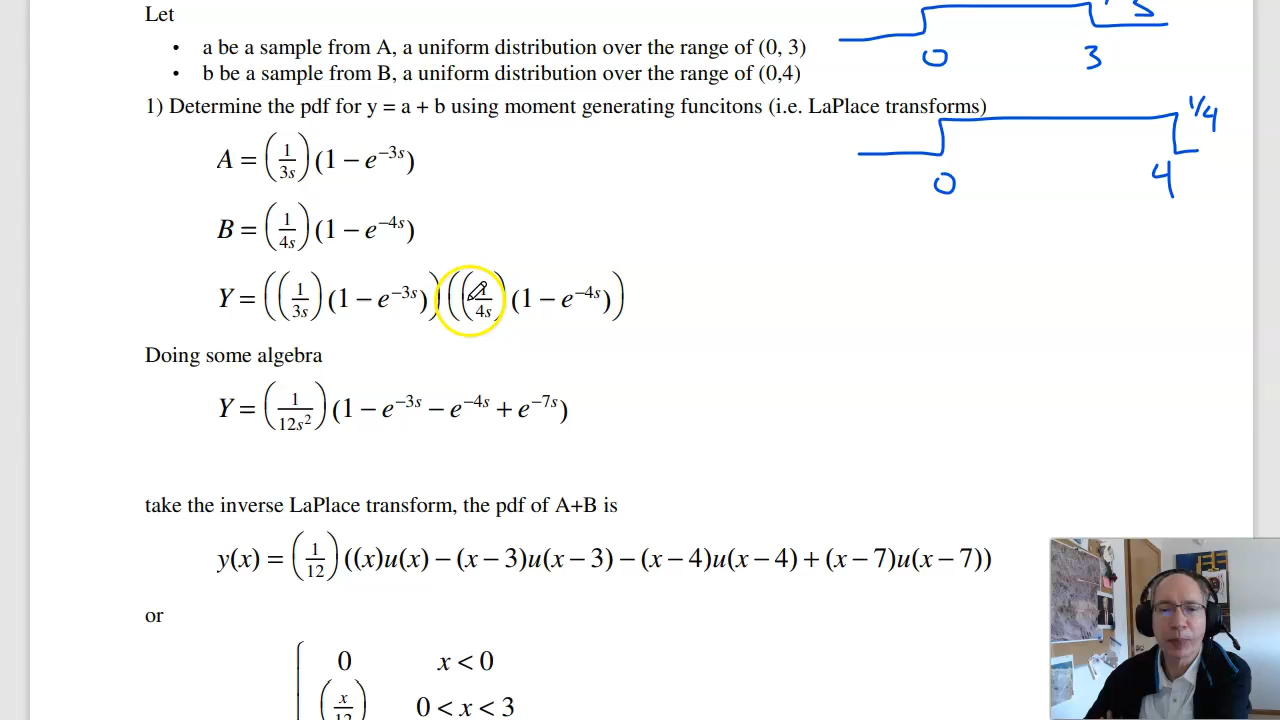 Let
• a be a sample from A, a uniform distribution over the range of (0, 3)
0 3
• b be a sample from B, a uniform distribution over the range of (0,4)
1) Determine the pdf for y = a + b using moment generating funcitons (i.e. LaPlace transforms)
1/4
A = (1/3s)(1 − e^−3s)
0 4
B = (1/4s)(1 − e^−4s)
Y = ((1/3s)(1 − e^−3s))((1/4s)(1 − e^−4s))
Doing some algebra
Y = (1/12s²)(1 − e^−3s − e^−4s + e^−7s)
take the inverse LaPlace transform, the pdf of A+B is
y(x) = (1/12)((x)u(x) − (x − 3)u(x − 3) − (x − 4)u(x − 4) + (x − 7)u(x − 7))
or
0 x < 0
(x/12) 0 < x < 3